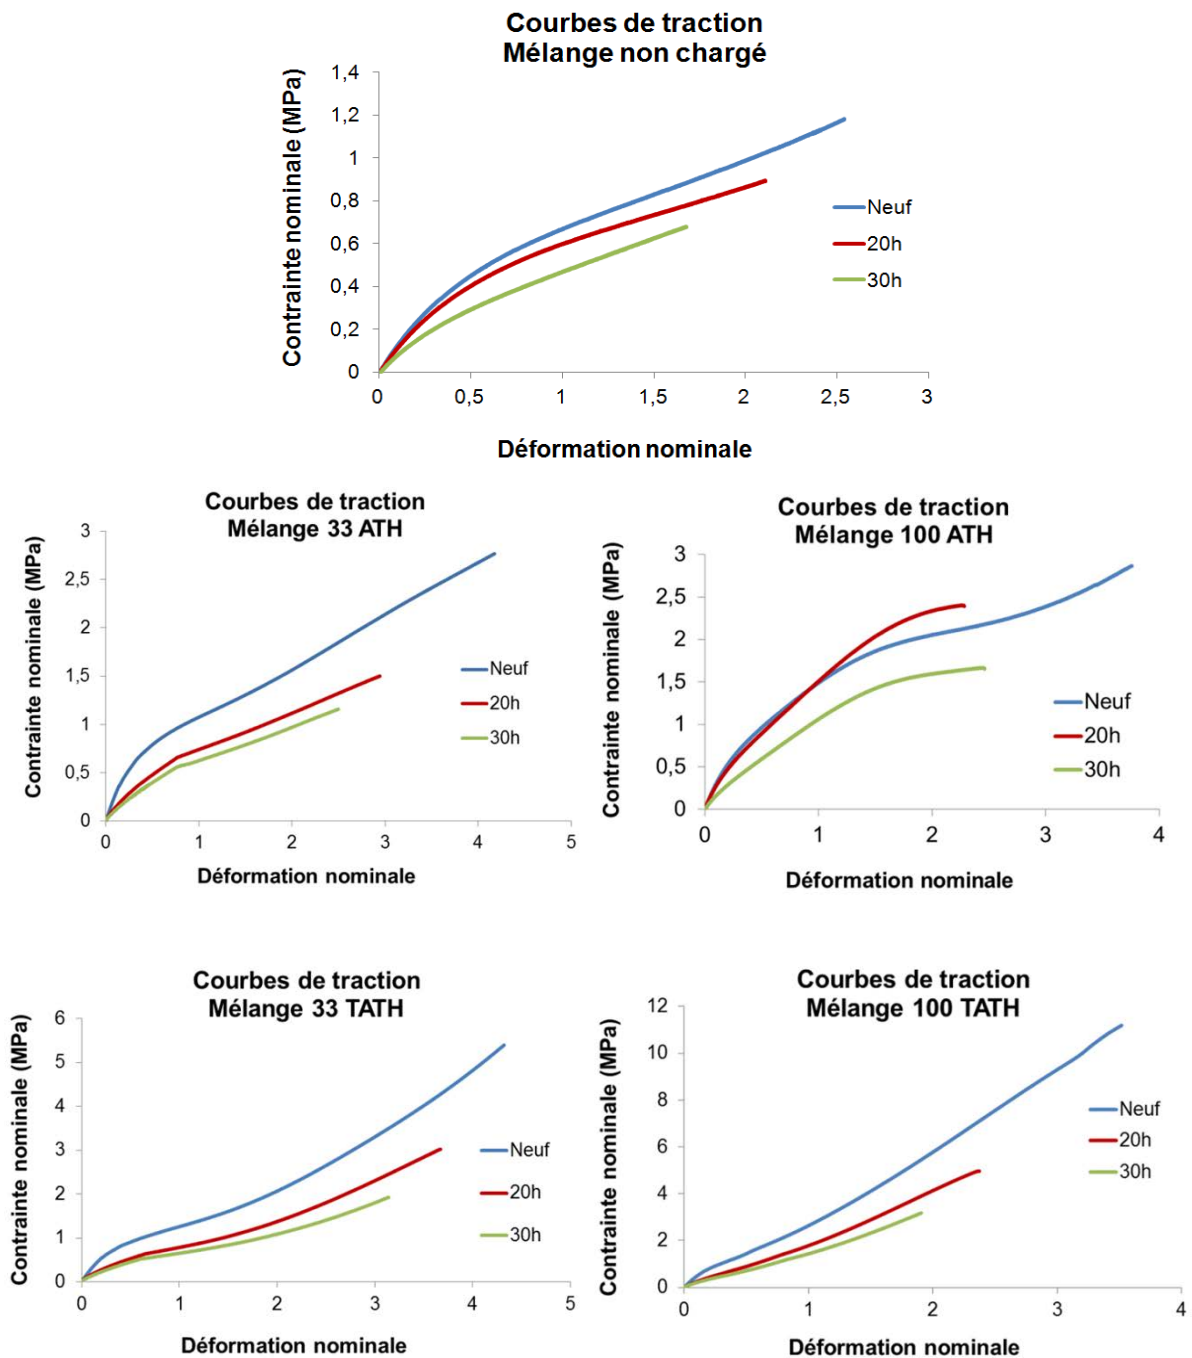 Courbes de traction
Mélange non chargé
Contrainte nominale (MPa)
1,4
1,2
1
0,8
0,6
0,4
0,2
0
0
0,5
1
1,5
2
2,5
3
Neuf
20h
30h
Déformation nominale
Courbes de traction
Mélange 33 ATH
Contrainte nominale (MPa)
3
2,5
2
1,5
1
0,5
0
0
1
2
3
4
5
Neuf
20h
30h
Déformation nominale
Courbes de traction
Mélange 100 ATH
Contrainte nominale (MPa)
3
2,5
2
1,5
1
0,5
0
0
1
2
3
4
Neuf
20h
30h
Déformation nominale
Courbes de traction
Mélange 33 TATH
Contrainte nominale (MPa)
6
5
4
3
2
1
0
0
1
2
3
4
5
Neuf
20h
30h
Déformation nominale
Courbes de traction
Mélange 100 TATH
Contrainte nominale (MPa)
12
10
8
6
4
2
0
0
1
2
3
4
Neuf
20h
30h
Déformation nominale